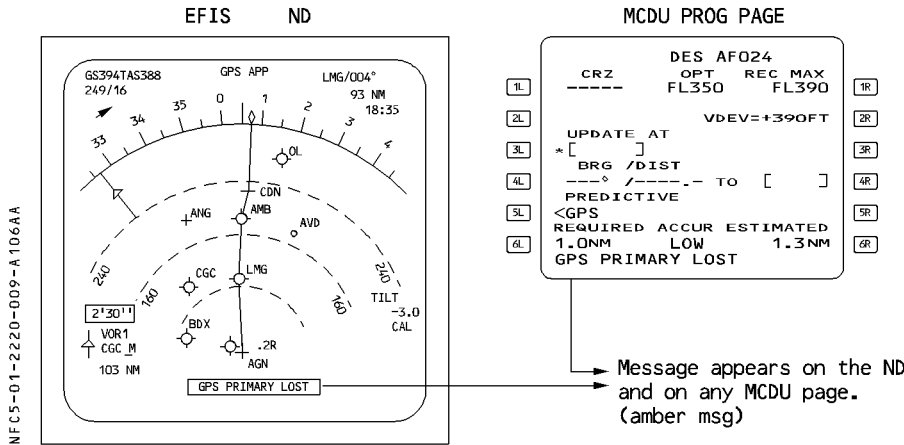 EFIS ND
MCDU PROG PAGE
GS394TAS388
249/16
GPS APP
LMG/004°
93 NM
18:35
33
34
35
0
1
2
3
4
OL
CDN
AMB
ANG
AVD
CGC
LMG
240
160
160
240
TILT
-3.0
CAL
2'30''
VOR1
CGC M
103 NM
BDX
.2R
AGN
GPS PRIMARY LOST
DES AFO24
CRZ OPT REC MAX
----- FL350 FL390
VDEV=+390FT
UPDATE AT
*[ ]
BRG /DIST
---° /----.- TO [ ]
PREDICTIVE
<GPS
REQUIRED ACCUR ESTIMATED
1.0NM LOW 1.3NM
GPS PRIMARY LOST
1L
2L
3L
4L
5L
6L
1R
2R
3R
4R
5R
6R
Message appears on the ND
and on any MCDU page.
(amber msg)
NFC5-01-2220-009-A106AA